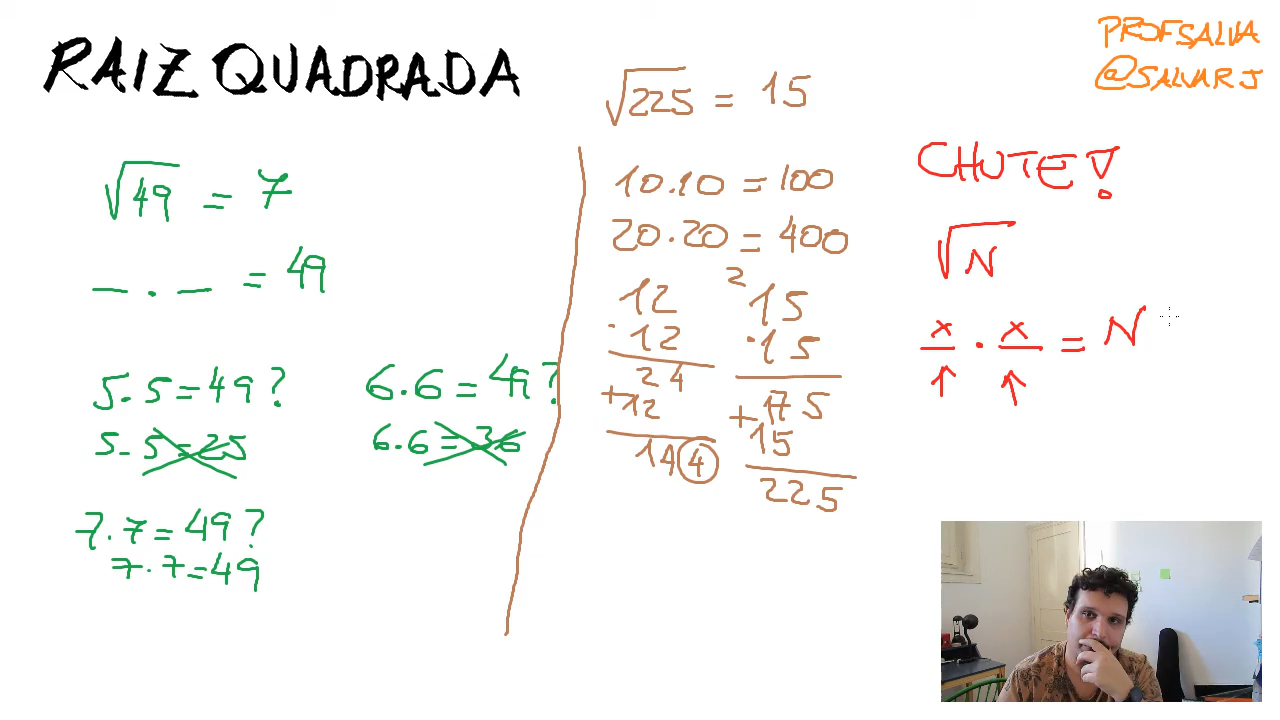 RAIZ QUADRADA
PROFSALVA
@SALVARJ
√49 = 7
_ . _ = 49
5.5=49?
5.5=25
6.6=49?
6.6=36
7.7=49?
7.7=49
√225 = 15
10.10=100
20.20=400
12
.12
24
+12
144
2
15
.15
175
+15
225
CHUTE!
√N
x . x = N
↑ ↑